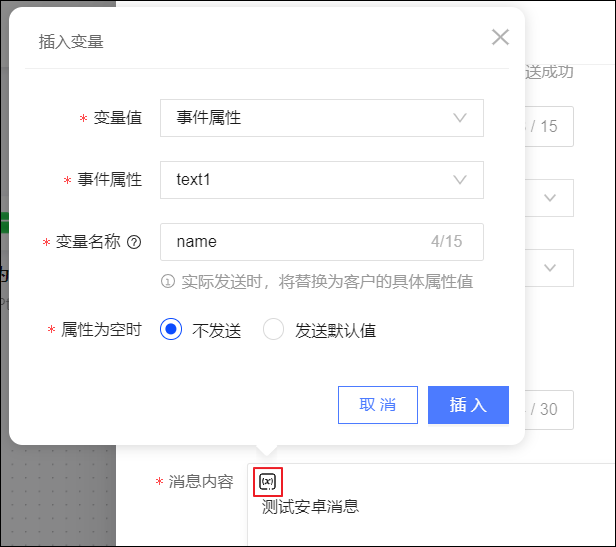 插入变量
送成功
* 变量值 事件属性
/ 15
* 事件属性 text1
* 变量名称 name 4/15
实际发送时，将替换为客户的具体属性值
* 属性为空时 不发送 发送默认值
取 消 插 入
/ 30
* 消息内容 (x)
测试安卓消息